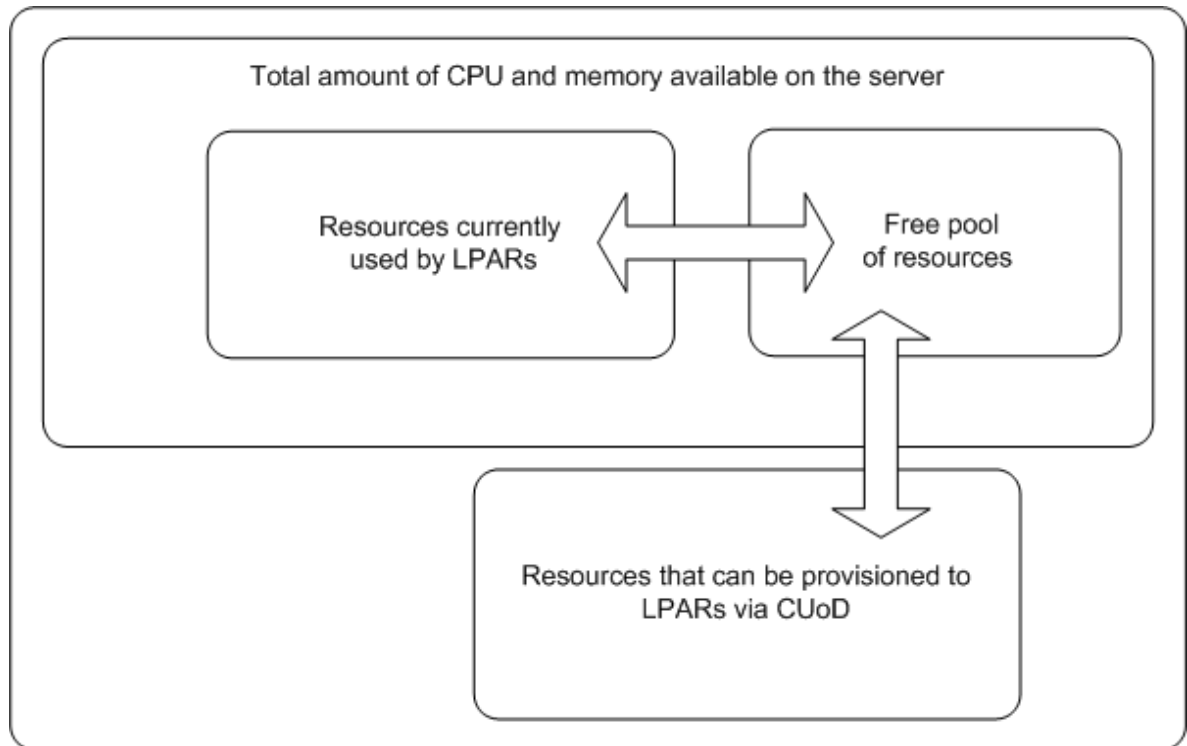 Total amount of CPU and memory available on the server
Resources currently
used by LPARs
Free pool
of resources
Resources that can be provisioned to
LPARs via CUoD